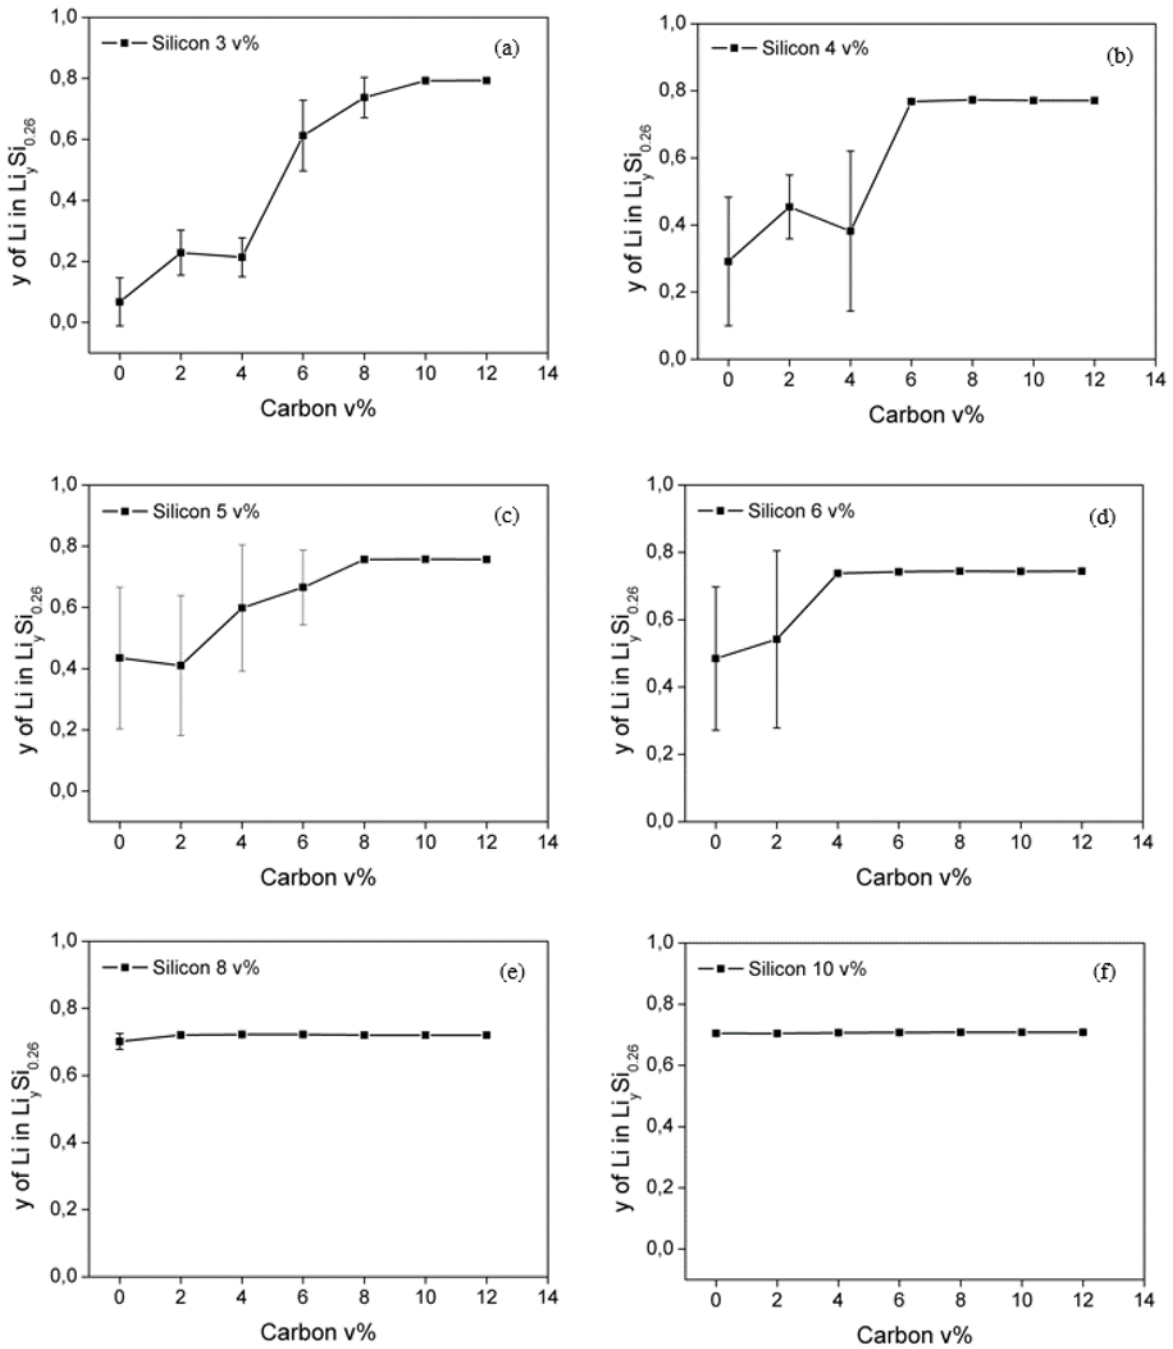 Silicon 3 v%
(a)
1,0
0,8
0,6
0,4
0,2
0,0
y of Li in LiySi0.26
0 2 4 6 8 10 12 14
Carbon v%
Silicon 4 v%
(b)
1,0
0,8
0,6
0,4
0,2
0,0
y of Li in LiySi0.26
0 2 4 6 8 10 12 14
Carbon v%
Silicon 5 v%
(c)
1,0
0,8
0,6
0,4
0,2
0,0
y of Li in LiySi0.26
0 2 4 6 8 10 12 14
Carbon v%
Silicon 6 v%
(d)
1,0
0,8
0,6
0,4
0,2
0,0
y of Li in LiySi0.26
0 2 4 6 8 10 12 14
Carbon v%
Silicon 8 v%
(e)
1,0
0,8
0,6
0,4
0,2
0,0
y of Li in LiySi0.26
0 2 4 6 8 10 12 14
Carbon v%
Silicon 10 v%
(f)
1,0
0,8
0,6
0,4
0,2
0,0
y of Li in LiySi0.26
0 2 4 6 8 10 12 14
Carbon v%